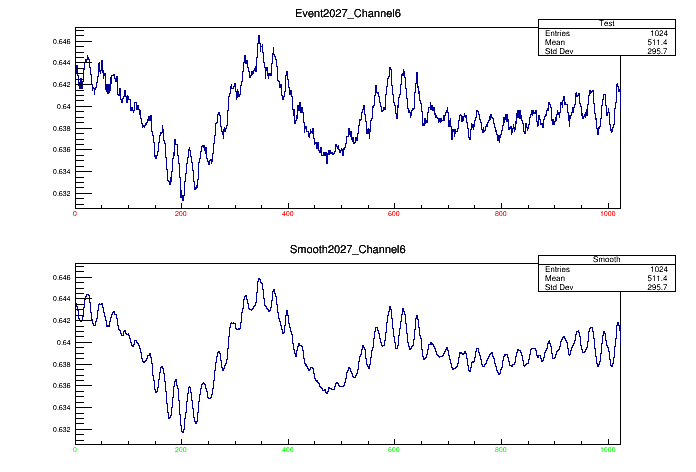 Event2027_Channel6
Test
Entries 1024
Mean 511.4
Std Dev 295.7
0.646
0.644
0.642
0.64
0.638
0.636
0.634
0.632
0 200 400 600 800 1000
Smooth2027_Channel6
Smooth
Entries 1024
Mean 511.4
Std Dev 295.7
0.646
0.644
0.642
0.64
0.638
0.636
0.634
0.632
0 200 400 600 800 1000